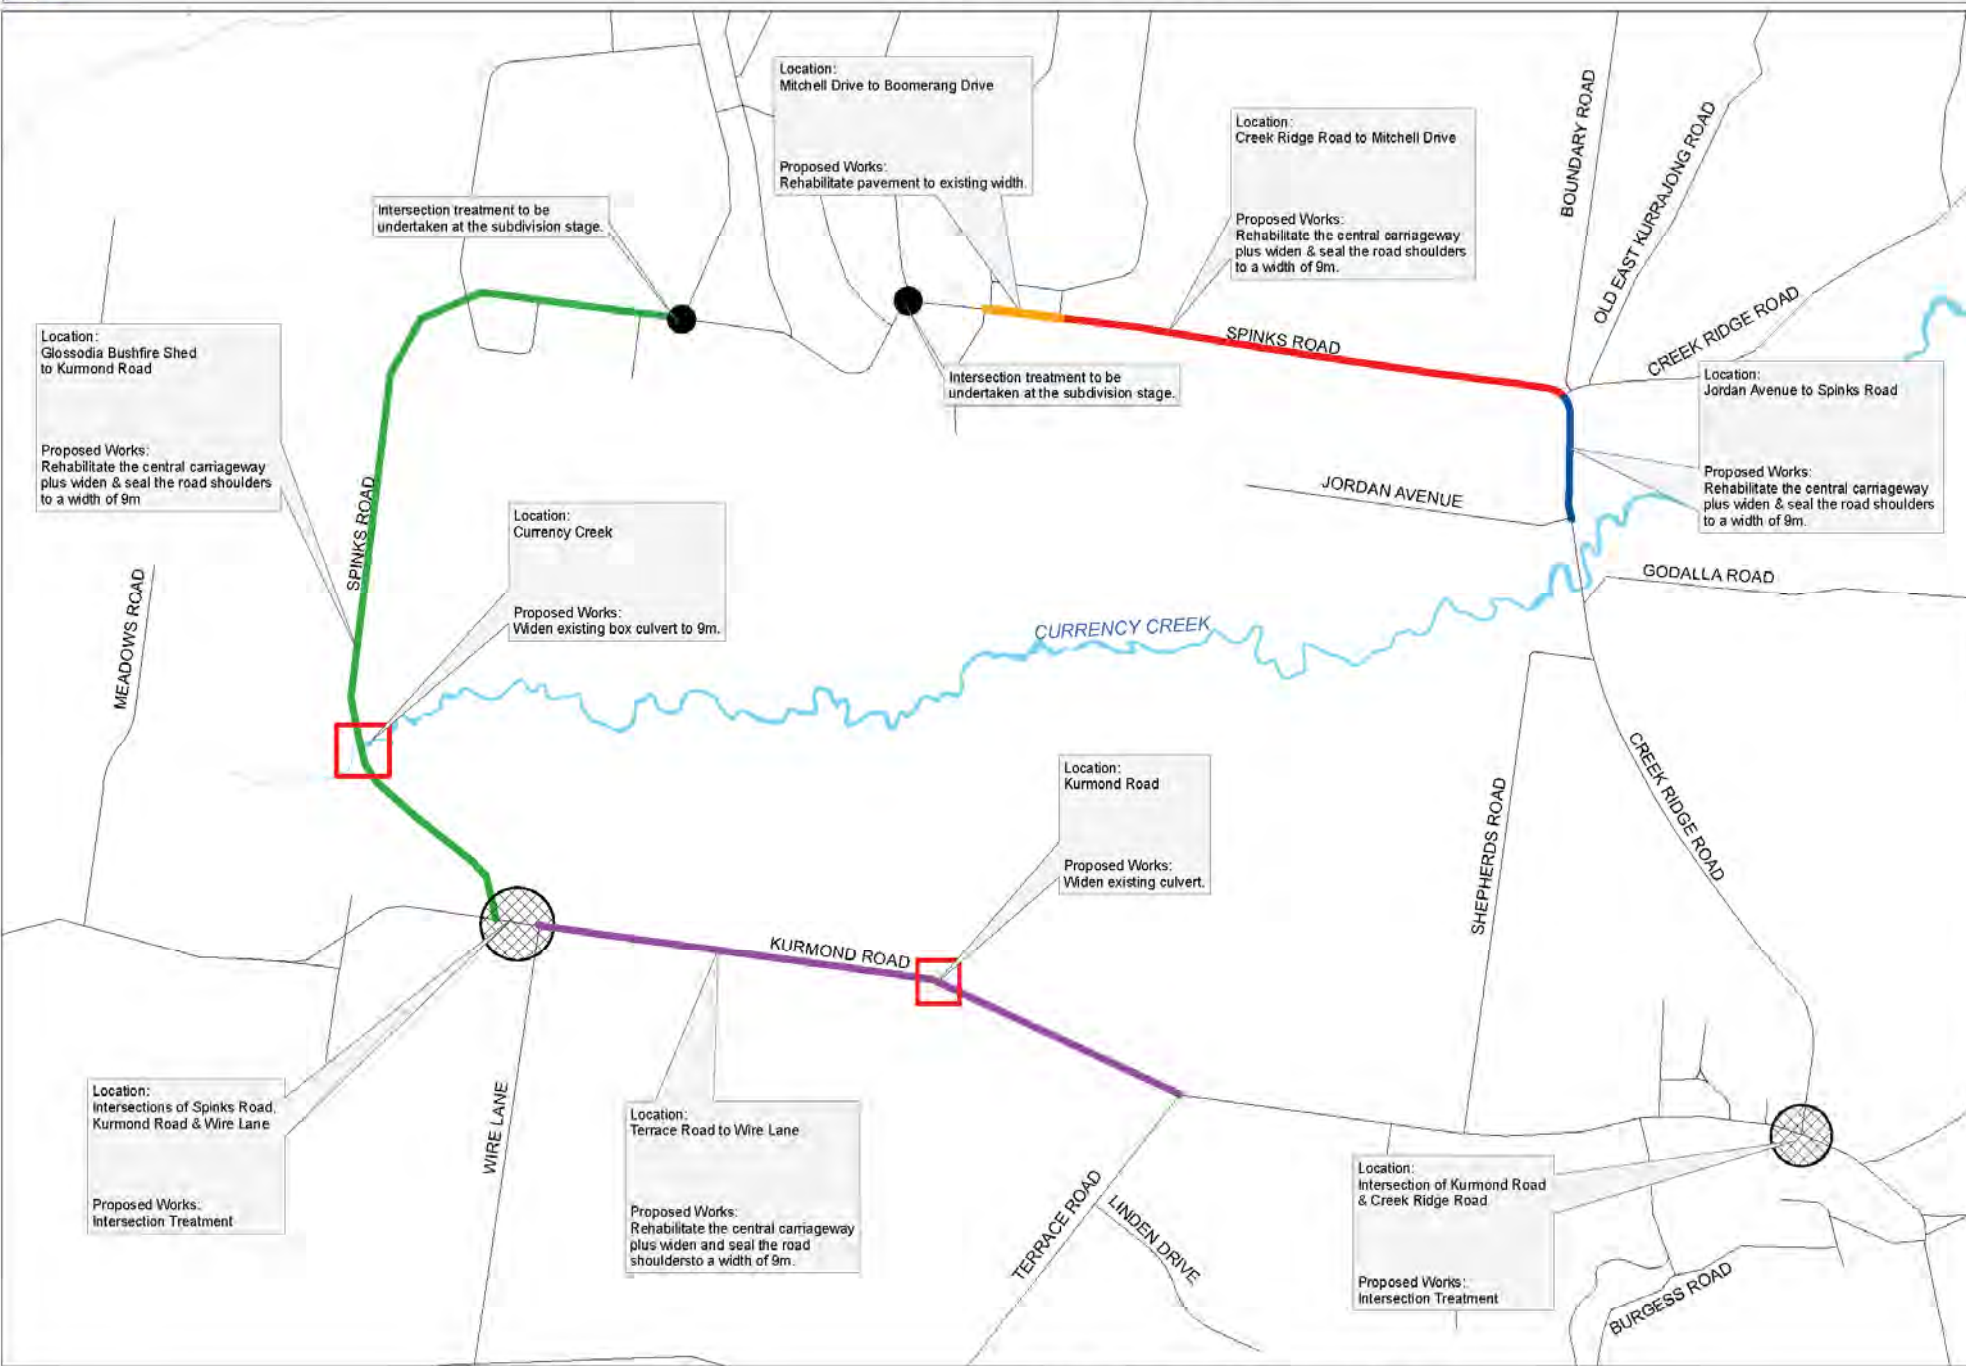 Location:
Mitchell Drive to Boomerang Drive
Proposed Works:
Rehabilitate pavement to existing width.
Location:
Creek Ridge Road to Mitchell Drive
Proposed Works:
Rehabilitate the central carriageway
plus widen & seal the road shoulders
to a width of 9m.
BOUNDARY ROAD
OLD EAST KURRAJONG ROAD
CREEK RIDGE ROAD
Intersection treatment to be
undertaken at the subdivision stage.
Location:
Glossodia Bushfire Shed
to Kurmond Road
Proposed Works:
Rehabilitate the central carriageway
plus widen & seal the road shoulders
to a width of 9m
SPINKS ROAD
Intersection treatment to be
undertaken at the subdivision stage.
Location:
Jordan Avenue to Spinks Road
Proposed Works:
Rehabilitate the central carriageway
plus widen & seal the road shoulders
to a width of 9m.
SPINKS ROAD
Location:
Currency Creek
Proposed Works:
Widen existing box culvert to 9m.
JORDAN AVENUE
GODALLA ROAD
MEADOWS ROAD
CURRENCY CREEK
Location:
Kurmond Road
Proposed Works:
Widen existing culvert.
SHEPHERDS ROAD
CREEK RIDGE ROAD
KURMOND ROAD
Location:
Intersections of Spinks Road,
Kurmond Road & Wire Lane
Proposed Works:
Intersection Treatment
WIRE LANE
Location:
Terrace Road to Wire Lane
Proposed Works:
Rehabilitate the central carriageway
plus widen and seal the road
shouldersto a width of 9m.
TERRACE ROAD
LINDEN DRIVE
Location:
Intersection of Kurmond Road
& Creek Ridge Road
Proposed Works:
Intersection Treatment
BURGESS ROAD